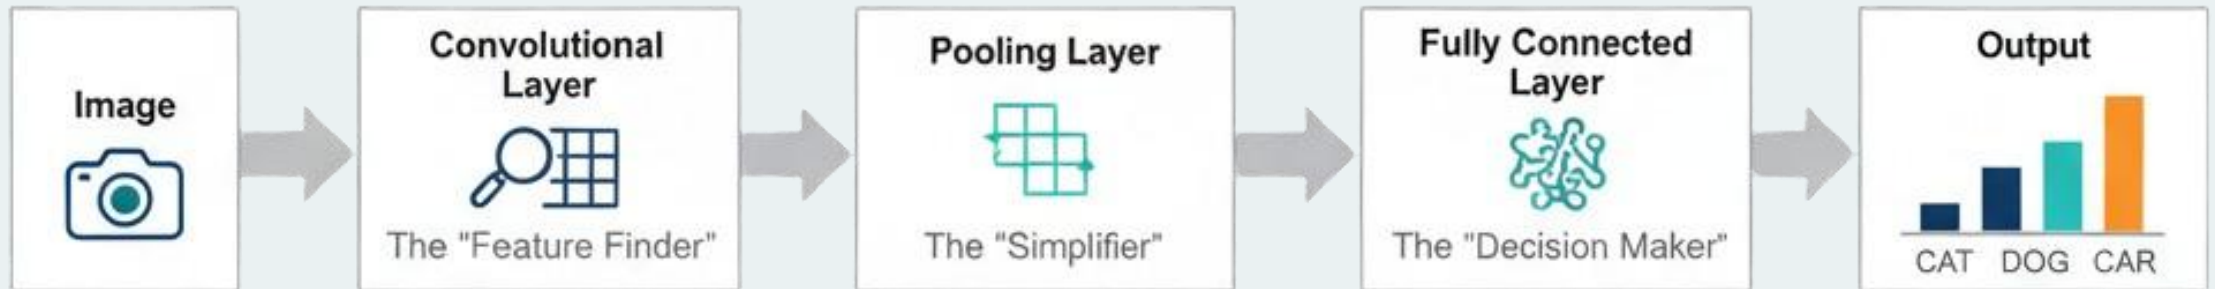 Image
Convolutional
Layer
The "Feature Finder"
Pooling Layer
The "Simplifier"
Fully Connected
Layer
The "Decision Maker"
Output
CAT DOG CAR